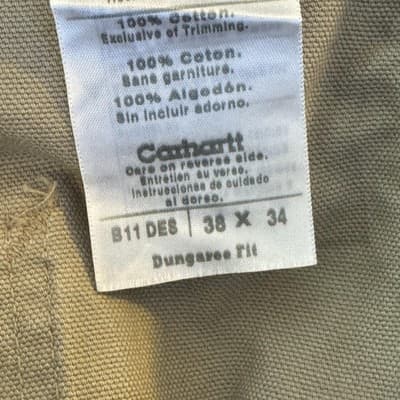 100% Cotton.
Exclusive of Trimming.
100% Coton.
Sans garniture.
100% Algodón.
Sin incluir adorno.
Carhartt
Care on reverse side.
Entretien au verso.
Instrucciones de cuidado
al dorso.
B11 DES | 38 X 34
Dungaree Fit